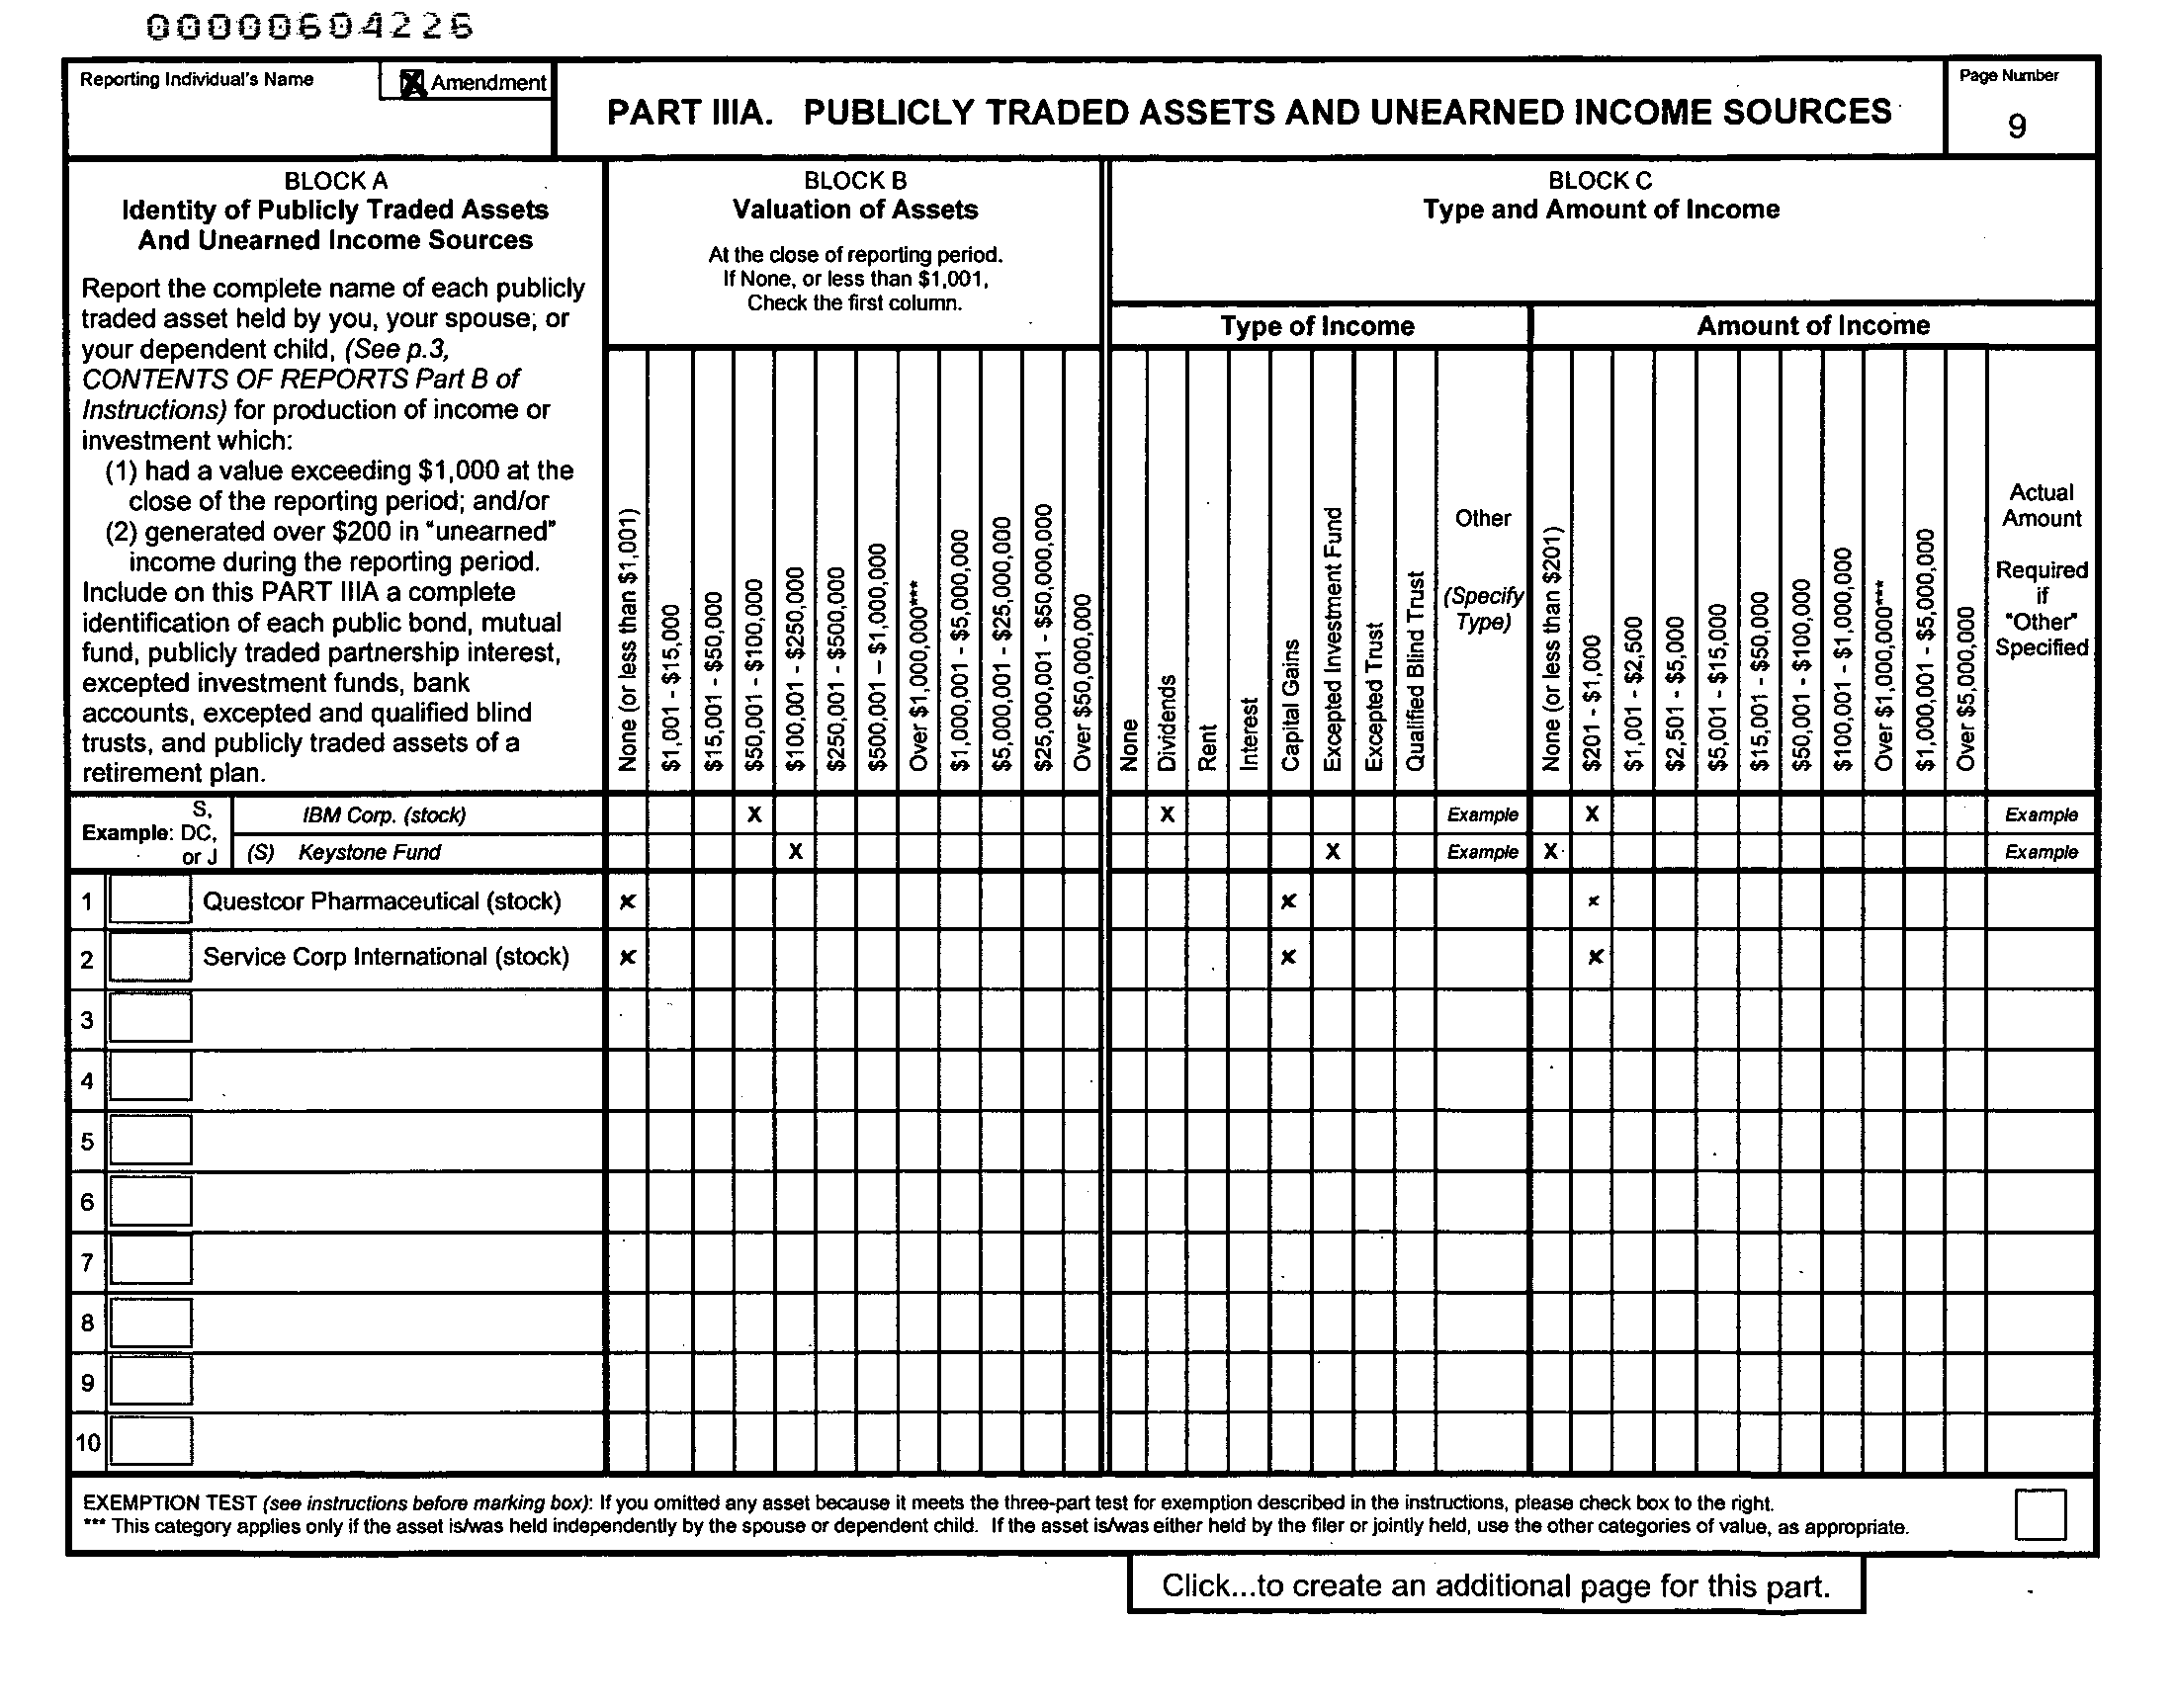 00000604226
Reporting Individual's Name
X Amendment
PART IIIA. PUBLICLY TRADED ASSETS AND UNEARNED INCOME SOURCES
Page Number
9
BLOCK A
Identity of Publicly Traded Assets
And Unearned Income Sources
Report the complete name of each publicly
traded asset held by you, your spouse, or
your dependent child, (See p.3,
CONTENTS OF REPORTS Part B of
Instructions) for production of income or
investment which:
(1) had a value exceeding $1,000 at the
close of the reporting period; and/or
(2) generated over $200 in "unearned"
income during the reporting period.
Include on this PART IIIA a complete
identification of each public bond, mutual
fund, publicly traded partnership interest,
excepted investment funds, bank
accounts, excepted and qualified blind
trusts, and publicly traded assets of a
retirement plan.
BLOCK B
Valuation of Assets
At the close of reporting period.
If None, or less than $1,001,
Check the first column.
BLOCK C
Type and Amount of Income
Type of Income
Amount of Income
None (or less than $1,001)
$1,001 - $15,000
$15,001 - $50,000
$50,001 - $100,000
$100,001 - $250,000
$250,001 - $500,000
$500,001 – $1,000,000
Over $1,000,000***
$1,000,001 - $5,000,000
$5,000,001 - $25,000,000
$25,000,001 - $50,000,000
Over $50,000,000
None
Dividends
Rent
Interest
Capital Gains
Excepted Investment Fund
Excepted Trust
Qualified Blind Trust
Other
(Specify
Type)
None (or less than $201)
$201 - $1,000
$1,001 - $2,500
$2,501 - $5,000
$5,001 - $15,000
$15,001 - $50,000
$50,001 - $100,000
$100,001 - $1,000,000
Over $1,000,000***
$1,000,001 - $5,000,000
Over $5,000,000
Actual
Amount
Required
if
"Other"
Specified
Example: S,
DC,
or J
IBM Corp. (stock) X X Example X Example
(S) Keystone Fund X X Example X Example
1 Questcor Pharmaceutical (stock) x x x
2 Service Corp International (stock) x x x
3
4
5
6
7
8
9
10
EXEMPTION TEST (see instructions before marking box): If you omitted any asset because it meets the three-part test for exemption described in the instructions, please check box to the right.
*** This category applies only if the asset is/was held independently by the spouse or dependent child. If the asset is/was either held by the filer or jointly held, use the other categories of value, as appropriate.
Click...to create an additional page for this part.